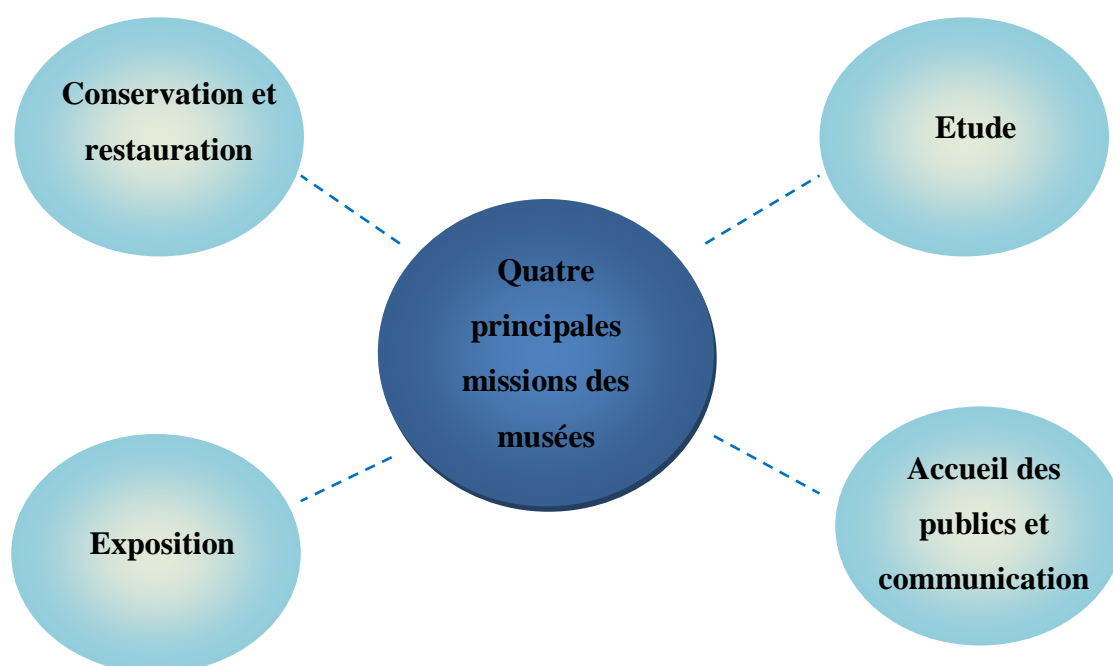 Conservation et
restauration
Etude
Quatre
principales
missions des
musées
Exposition
Accueil des
publics et
communication